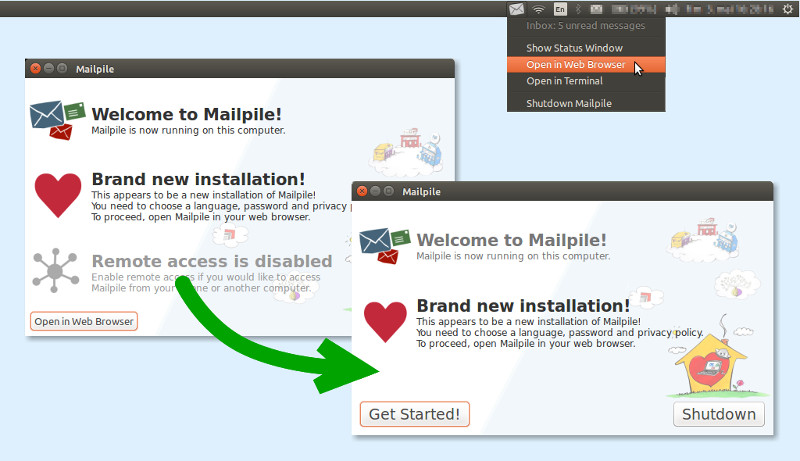 En
Inbox: 5 unread messages
Show Status Window
Open in Web Browser
Open in Terminal
Shutdown Mailpile
Mailpile
Welcome to Mailpile!
Mailpile is now running on this computer.
Brand new installation!
This appears to be a new installation of Mailpile!
You need to choose a language, password and privacy
To proceed, open Mailpile in your web browser.
Remote access is disabled
Enable remote access if you would like to access
Mailpile from your phone or another computer.
Open in Web Browser
Mailpile
Welcome to Mailpile!
Mailpile is now running on this computer.
Brand new installation!
This appears to be a new installation of Mailpile!
You need to choose a language, password and privacy policy.
To proceed, open Mailpile in your web browser.
Get Started!
Shutdown